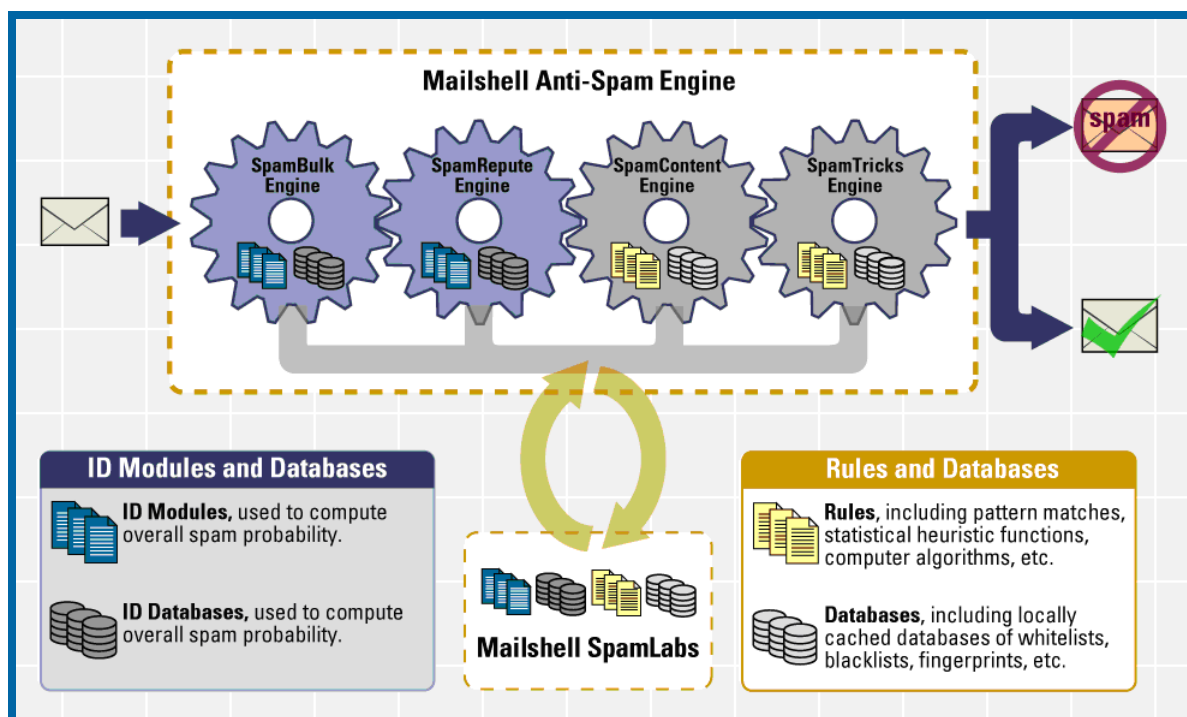 Mailshell Anti-Spam Engine
SpamBulk
Engine
SpamRepute
Engine
SpamContent
Engine
SpamTricks
Engine
spam
ID Modules and Databases
ID Modules, used to compute
overall spam probability.
ID Databases, used to compute
overall spam probability.
Mailshell SpamLabs
Rules and Databases
Rules, including pattern matches,
statistical heuristic functions,
computer algorithms, etc.
Databases, including locally
cached databases of whitelists,
blacklists, fingerprints, etc.